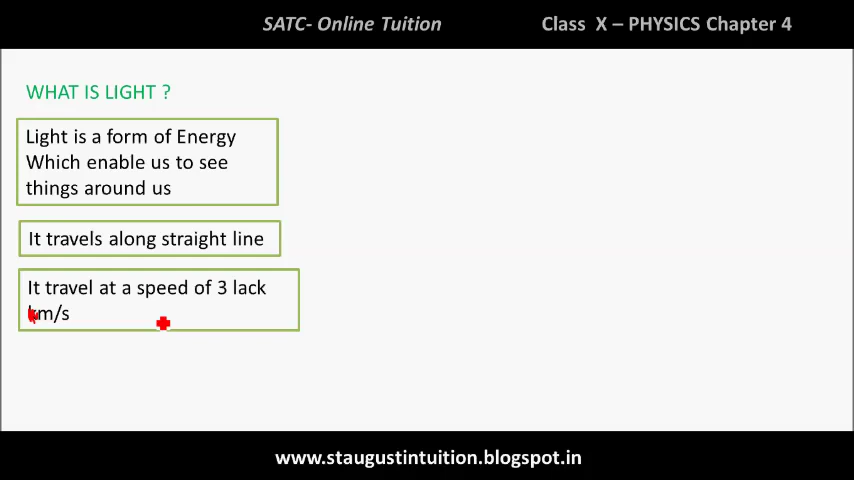 SATC- Online Tuition
Class X – PHYSICS Chapter 4
WHAT IS LIGHT ?
Light is a form of Energy
Which enable us to see
things around us
It travels along straight line
It travel at a speed of 3 lack
km/s
www.staugustintuition.blogspot.in